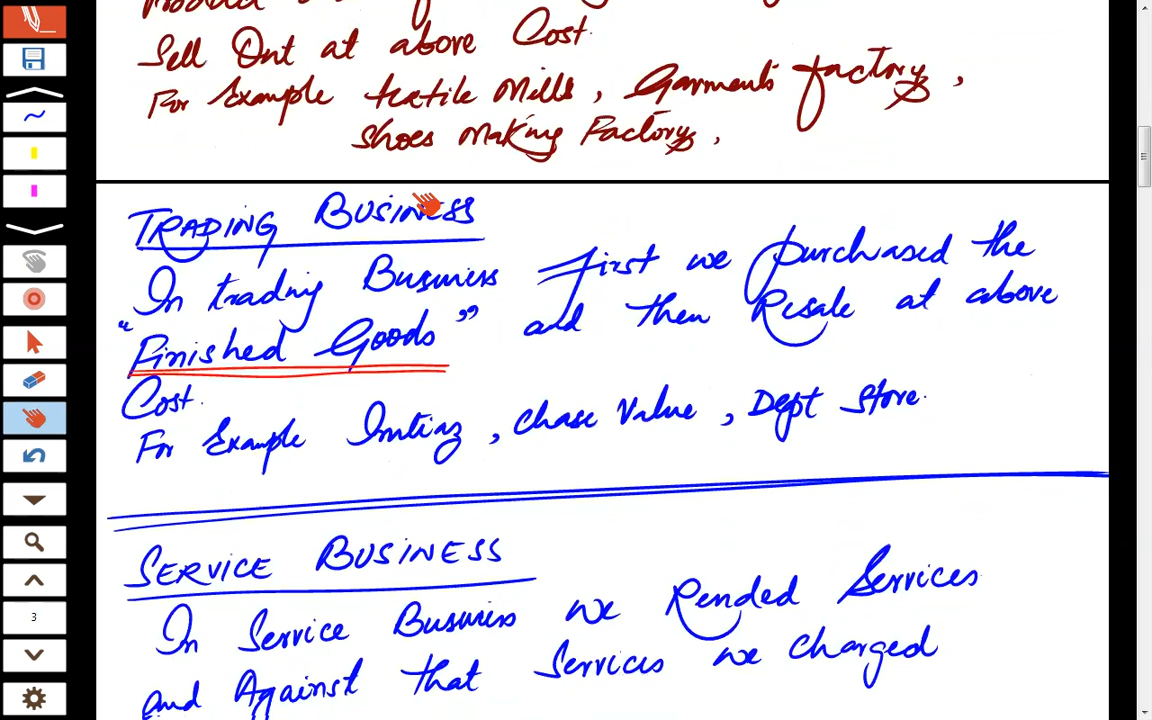 Sell Out at above Cost.
For Example textile Mills, Garments factory,
Shoes Making Factory,
TRADING BUSINESS
In trading Business first we purchased the
"Finished Goods" and then Resale at above
Cost.
For Example Imtiaz, Chase Value, Dept Store.
SERVICE BUSINESS
In Service Business we Rended Services
and Against that Services we charged
3